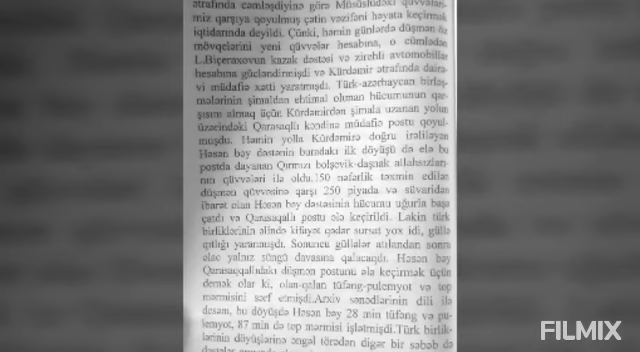 ətrafında cəmləşdiyinə görə Müsüslüdəki qüvvələri-
miz qarşıya qoyulmuş çətin vəzifəni həyata keçirmək
iqtidarında deyildi. Çünki, həmin günlərdə düşmən öz
mövqelərini yeni qüvvələr hesabına, o cümlədən
L.Biçeraxovun kazak dəstəsi və zirehli avtomobillər
hesabına gücləndirmişdi və Kürdəmir ətrafında dairə-
vi müdafiə xətti yaratmışdı. Türk-azərbaycan birləş-
mələrinin şimaldan ehtimal olunan hücumunun qar-
şısını almaq üçün Kürdəmirdən şimala uzanan yolun
üzərindəki Qarasaqlı kəndinə müdafiə postu qoyul-
muşdu. Həmin yolla Kürdəmirə doğru irəliləyən
Həsən bəy dəstənin buradakı ilk döyüşü də elə bu
postda dayanan Qırmızı bolşevik-daşnak allahsızları-
nın qüvvələri ilə oldu.150 nəfərlik təxmin edilən
düşmən qüvvəsinə qarşı 250 piyada və süvaridən
ibarət olan Həsən bəy dəstəsinin hücumu uğurla başa
çatdı və Qarasaqallı postu ələ keçirildi. Lakin türk
birliklərinin əlində kifayət qədər sursat yox idi, güllə
qıtlığı yaranmışdı. Sonuncu güllələr atılandan sonra
əlac yalnız süngü davasına qalacaqdı. Həsən bəy
Qarasaqqalındakı düşmən postunu ələ keçirmək üçün
demək olar ki, olan-qalan tüfəng-pulemyot və top
mərmisini sərf etmişdi.Arxiv sənədlərinin dili ilə
desəm, bu döyüşdə Həsən bəy 28 min tüfəng və pu-
lemyot, 87 min də top mərmisi işlətmişdi.Türk birlik-
lərinin döyüşlərinə əngəl törədən digər bir səbəb də
FILMIX